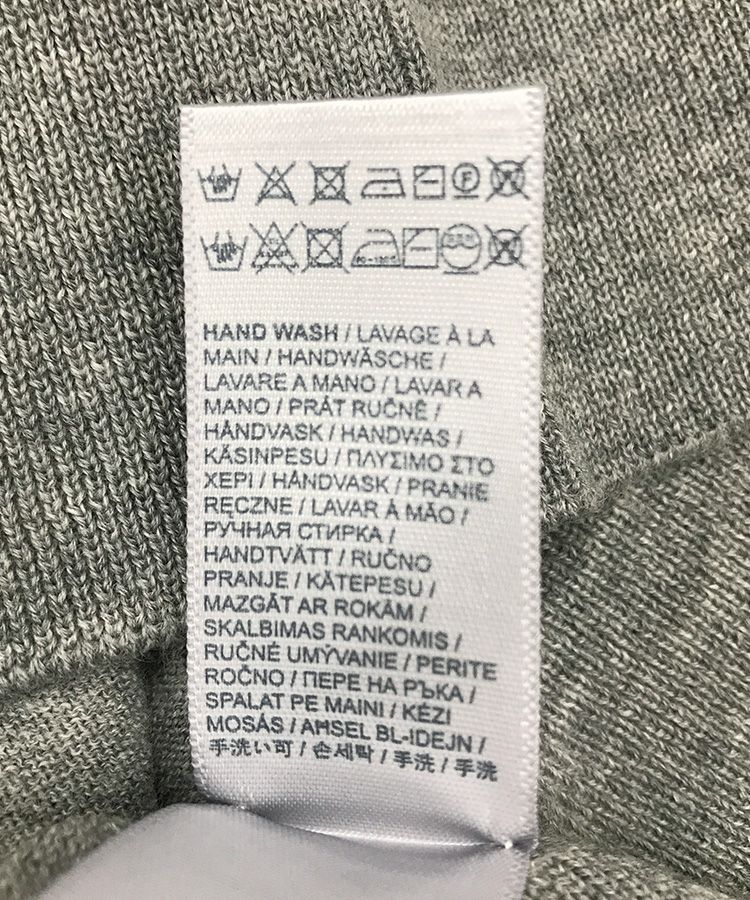 F
HAND WASH / LAVAGE À LA
MAIN / HANDWÄSCHE /
LAVARE A MANO / LAVAR A
MANO / PRÁT RUČNĚ /
HÅNDVASK / HANDWAS /
KÄSINPESU / ΠΛΥΣΙΜΟ ΣΤΟ
ΧΕΡΙ / HÅNDVASK / PRANIE
RĘCZNE / LAVAR À MÃO /
РУЧНАЯ СТИРКА /
HANDTVÄTT / RUČNO
PRANJE / KÄTEPESU /
MAZGĀT AR ROKĀM /
SKALBIMAS RANKOMIS /
RUČNÉ UMÝVANIE / PERITE
ROČNO / ПЕРЕ НА РЪКА /
SPALAT PE MAINI / KÉZI
MOSÁS / AĦSEL BL-IDEJN /
手洗い可 / 손세탁 / 手洗 / 手洗